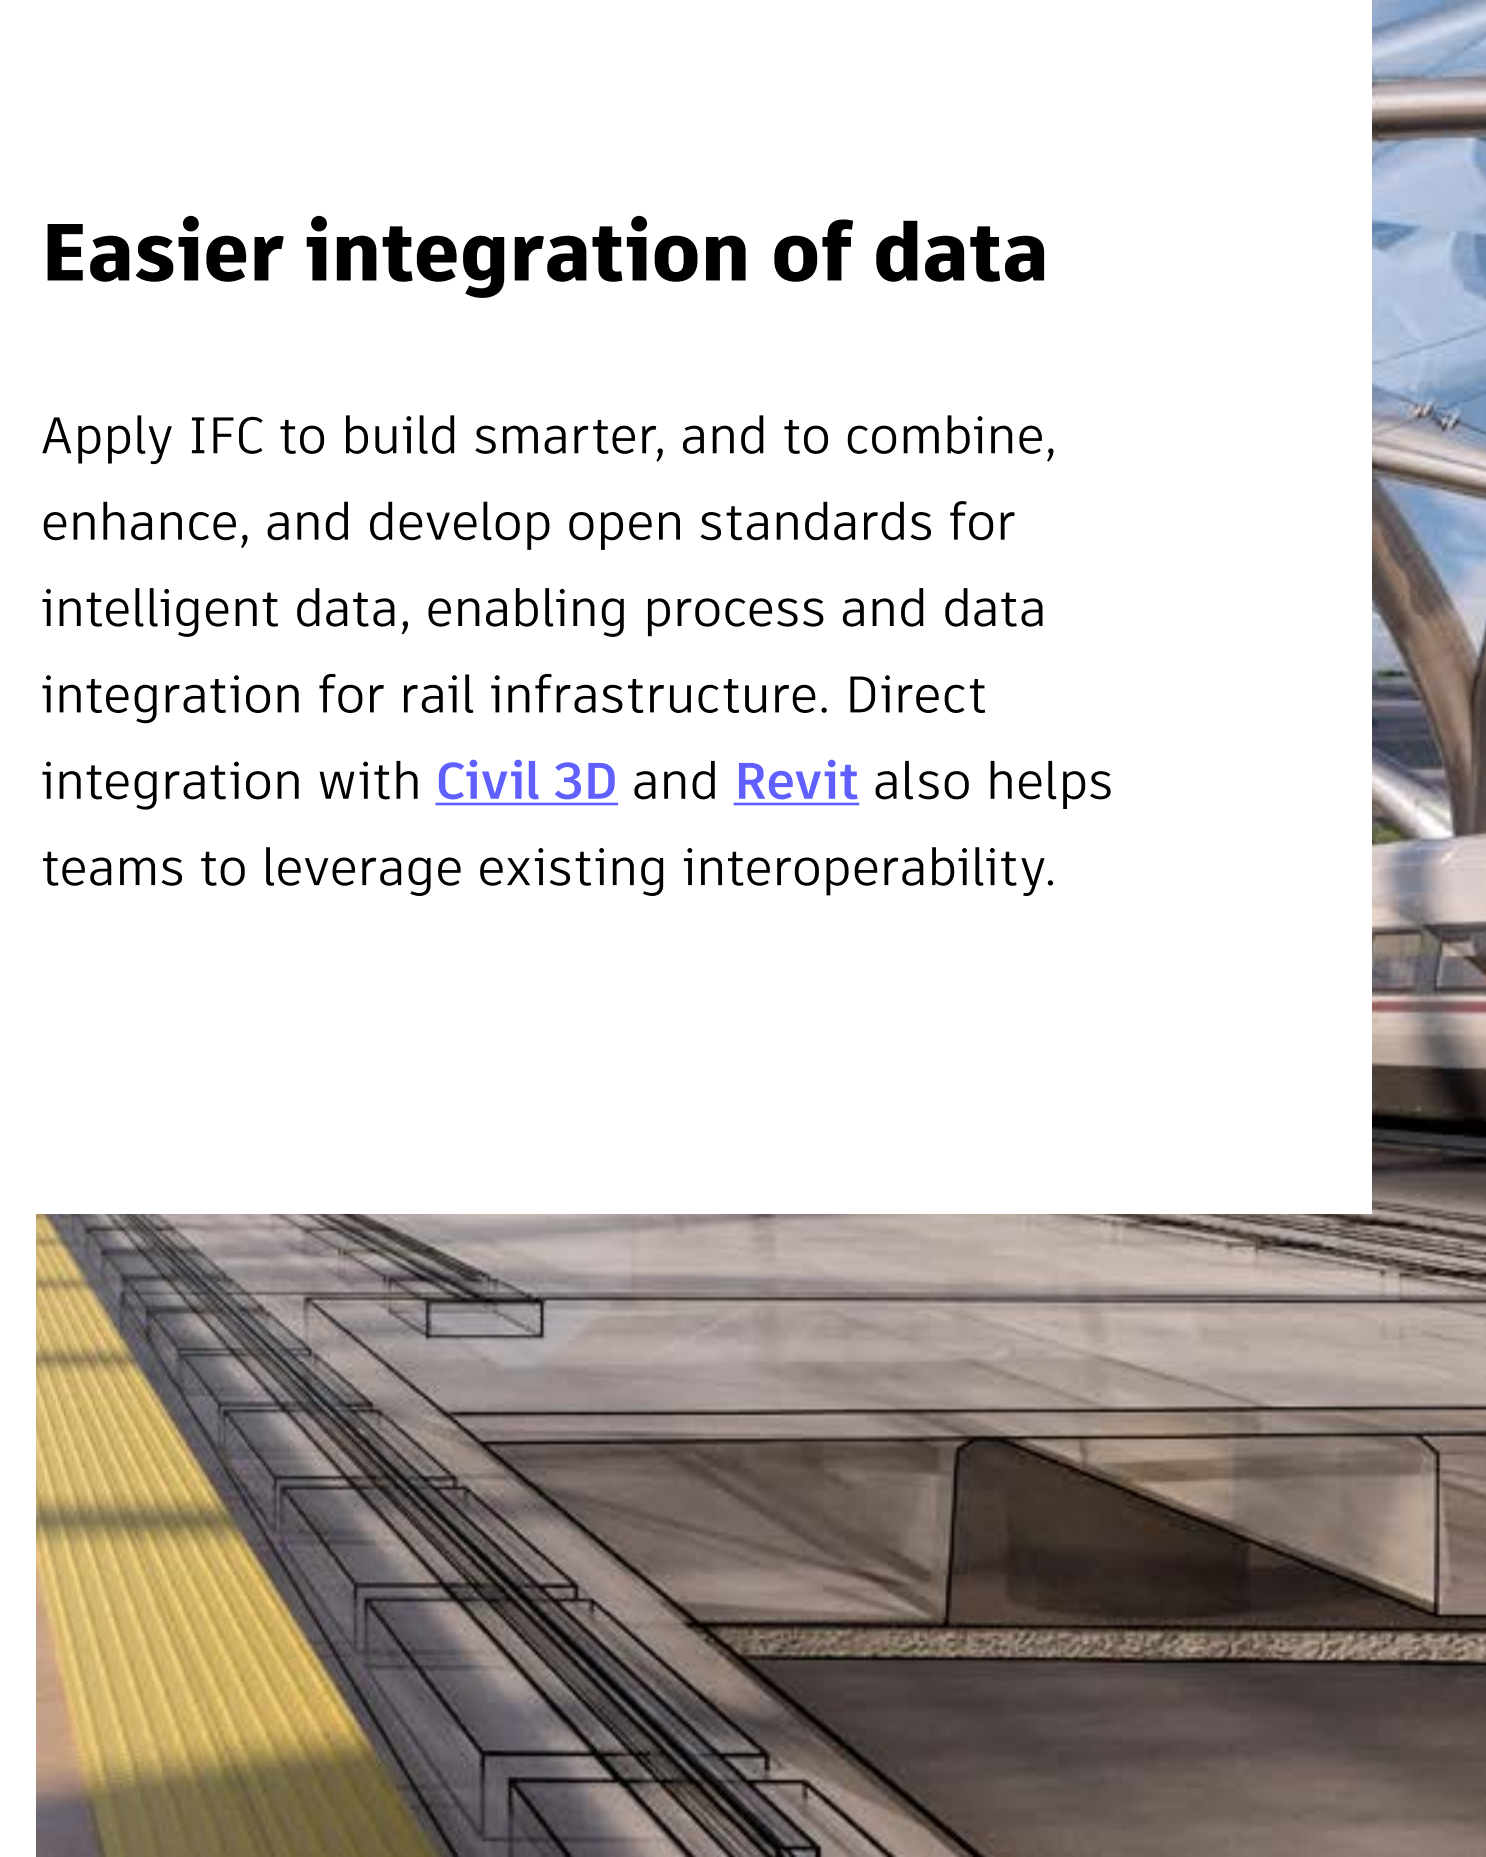 Easier integration of data
Apply IFC to build smarter, and to combine,
enhance, and develop open standards for
intelligent data, enabling process and data
integration for rail infrastructure. Direct
integration with Civil 3D and Revit also helps
teams to leverage existing interoperability.